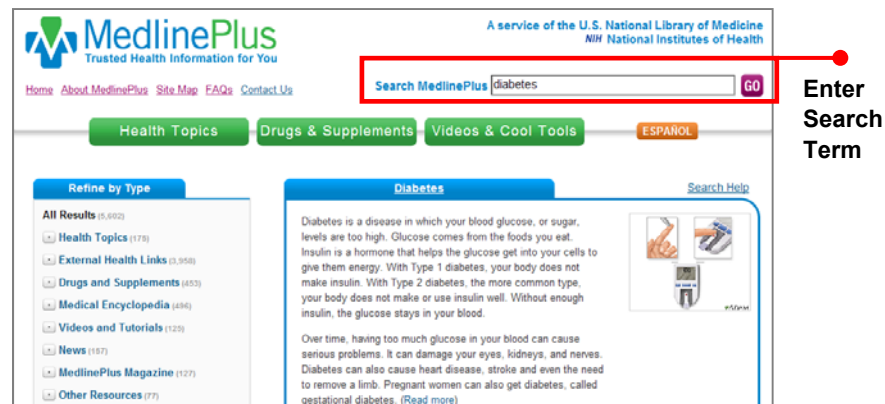 MedlinePlus
Trusted Health Information for You
A service of the U.S. National Library of Medicine
NIH National Institutes of Health
Home About MedlinePlus Site Map FAQs Contact Us
Search MedlinePlus diabetes GO
Enter
Search
Term
Health Topics Drugs & Supplements Videos & Cool Tools ESPAÑOL
Refine by Type
All Results (5,602)
Health Topics (175)
External Health Links (3,950)
Drugs and Supplements (453)
Medical Encyclopedia (496)
Videos and Tutorials (125)
News (157)
MedlinePlus Magazine (127)
Other Resources (77)
Diabetes
Search Help
Diabetes is a disease in which your blood glucose, or sugar,
levels are too high. Glucose comes from the foods you eat.
Insulin is a hormone that helps the glucose get into your cells to
give them energy. With Type 1 diabetes, your body does not
make insulin. With Type 2 diabetes, the more common type,
your body does not make or use insulin well. Without enough
insulin, the glucose stays in your blood.
Over time, having too much glucose in your blood can cause
serious problems. It can damage your eyes, kidneys, and nerves.
Diabetes can also cause heart disease, stroke and even the need
to remove a limb. Pregnant women can also get diabetes, called
gestational diabetes. (Read more)